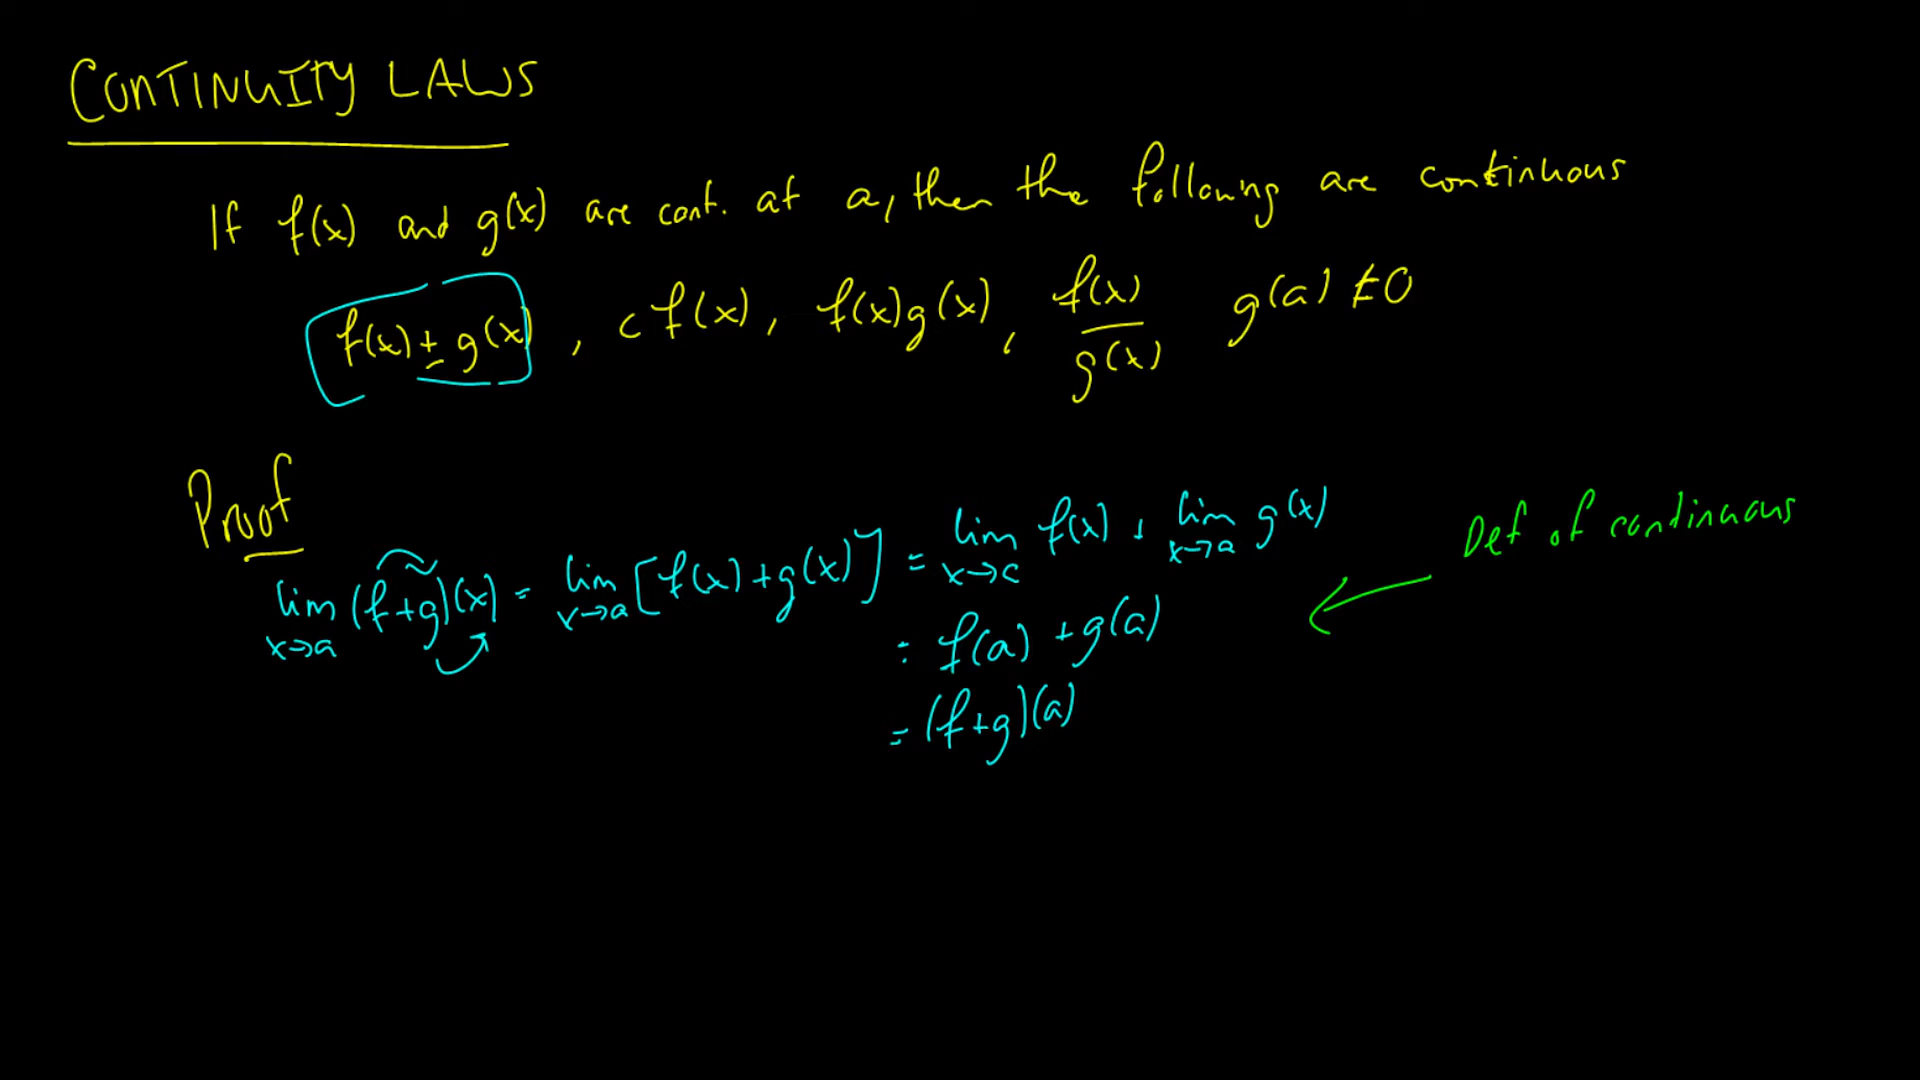 CONTINUITY LAWS
If f(x) and g(x) are cont. at a, then the following are continuous
f(x) ± g(x), c f(x), f(x)g(x), f(x)/g(x) g(a) ≠ 0
Proof
lim x→a (f+g)(x) = lim x→a [f(x)+g(x)] = lim x→c f(x) + lim x→a g(x)
Def of continuous
= f(a) + g(a)
= (f+g)(a)